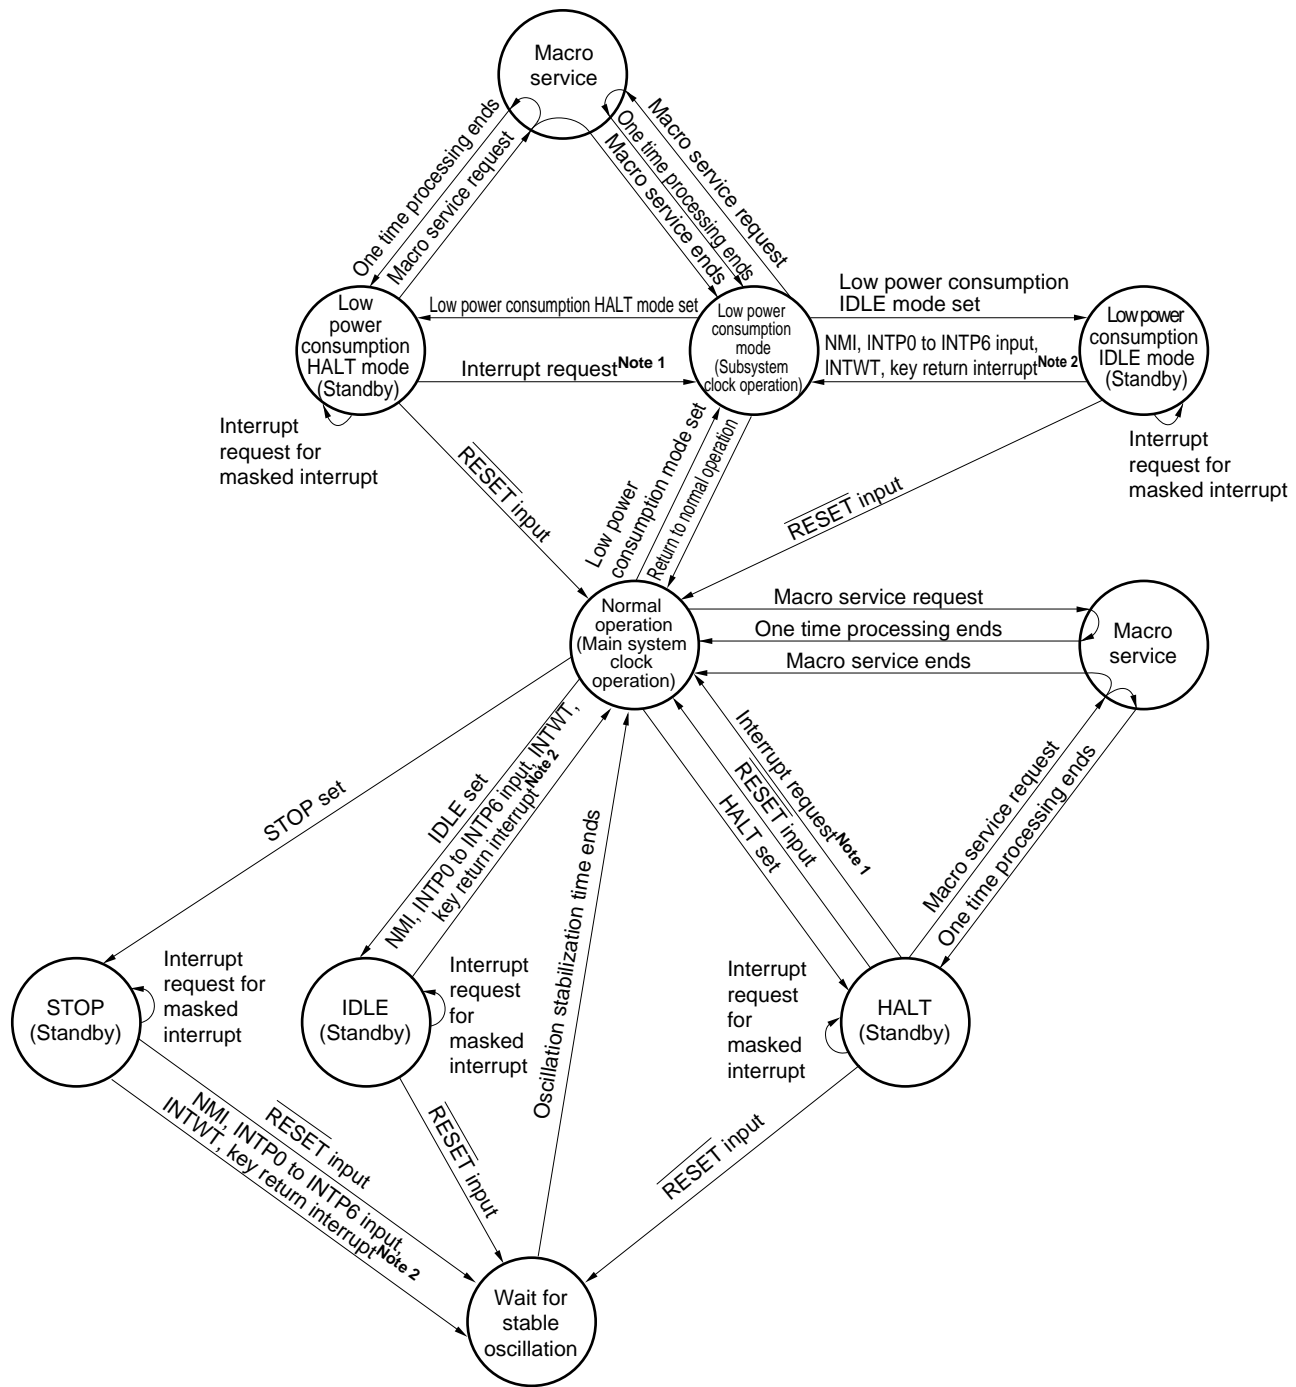 Macro
service
One time processing ends
Macro service request
Macro service ends
One time processing ends
Macro service request
Low
power
consumption
HALT mode
(Standby)
Low power consumption HALT mode set
Interrupt request Note 1
Low power
consumption
mode
(Subsystem
clock operation)
Low power consumption
IDLE mode set
NMI, INTP0 to INTP6 input,
INTWT, key return interrupt Note 2
Low power
consumption
IDLE mode
(Standby)
Interrupt
request for
masked interrupt
Interrupt
request for
masked interrupt
RESET input
Low power
consumption mode set
Return to normal operation
RESET input
Normal
operation
(Main system
clock
operation)
Macro service request
One time processing ends
Macro service ends
Macro
service
STOP set
IDLE set
NMI, INTP0 to INTP6 input, INTWT,
key return interrupt Note 2
Oscillation stabilization time ends
HALT set
RESET input
Interrupt request Note 1
Macro service request
One time processing ends
STOP
(Standby)
Interrupt
request for
masked
interrupt
IDLE
(Standby)
Interrupt
request
for
masked
interrupt
Interrupt
request
for
masked
interrupt
HALT
(Standby)
RESET input
NMI, INTP0 to INTP6 input,
INTWT, key return interrupt Note 2
RESET input
RESET input
Wait for
stable
oscillation